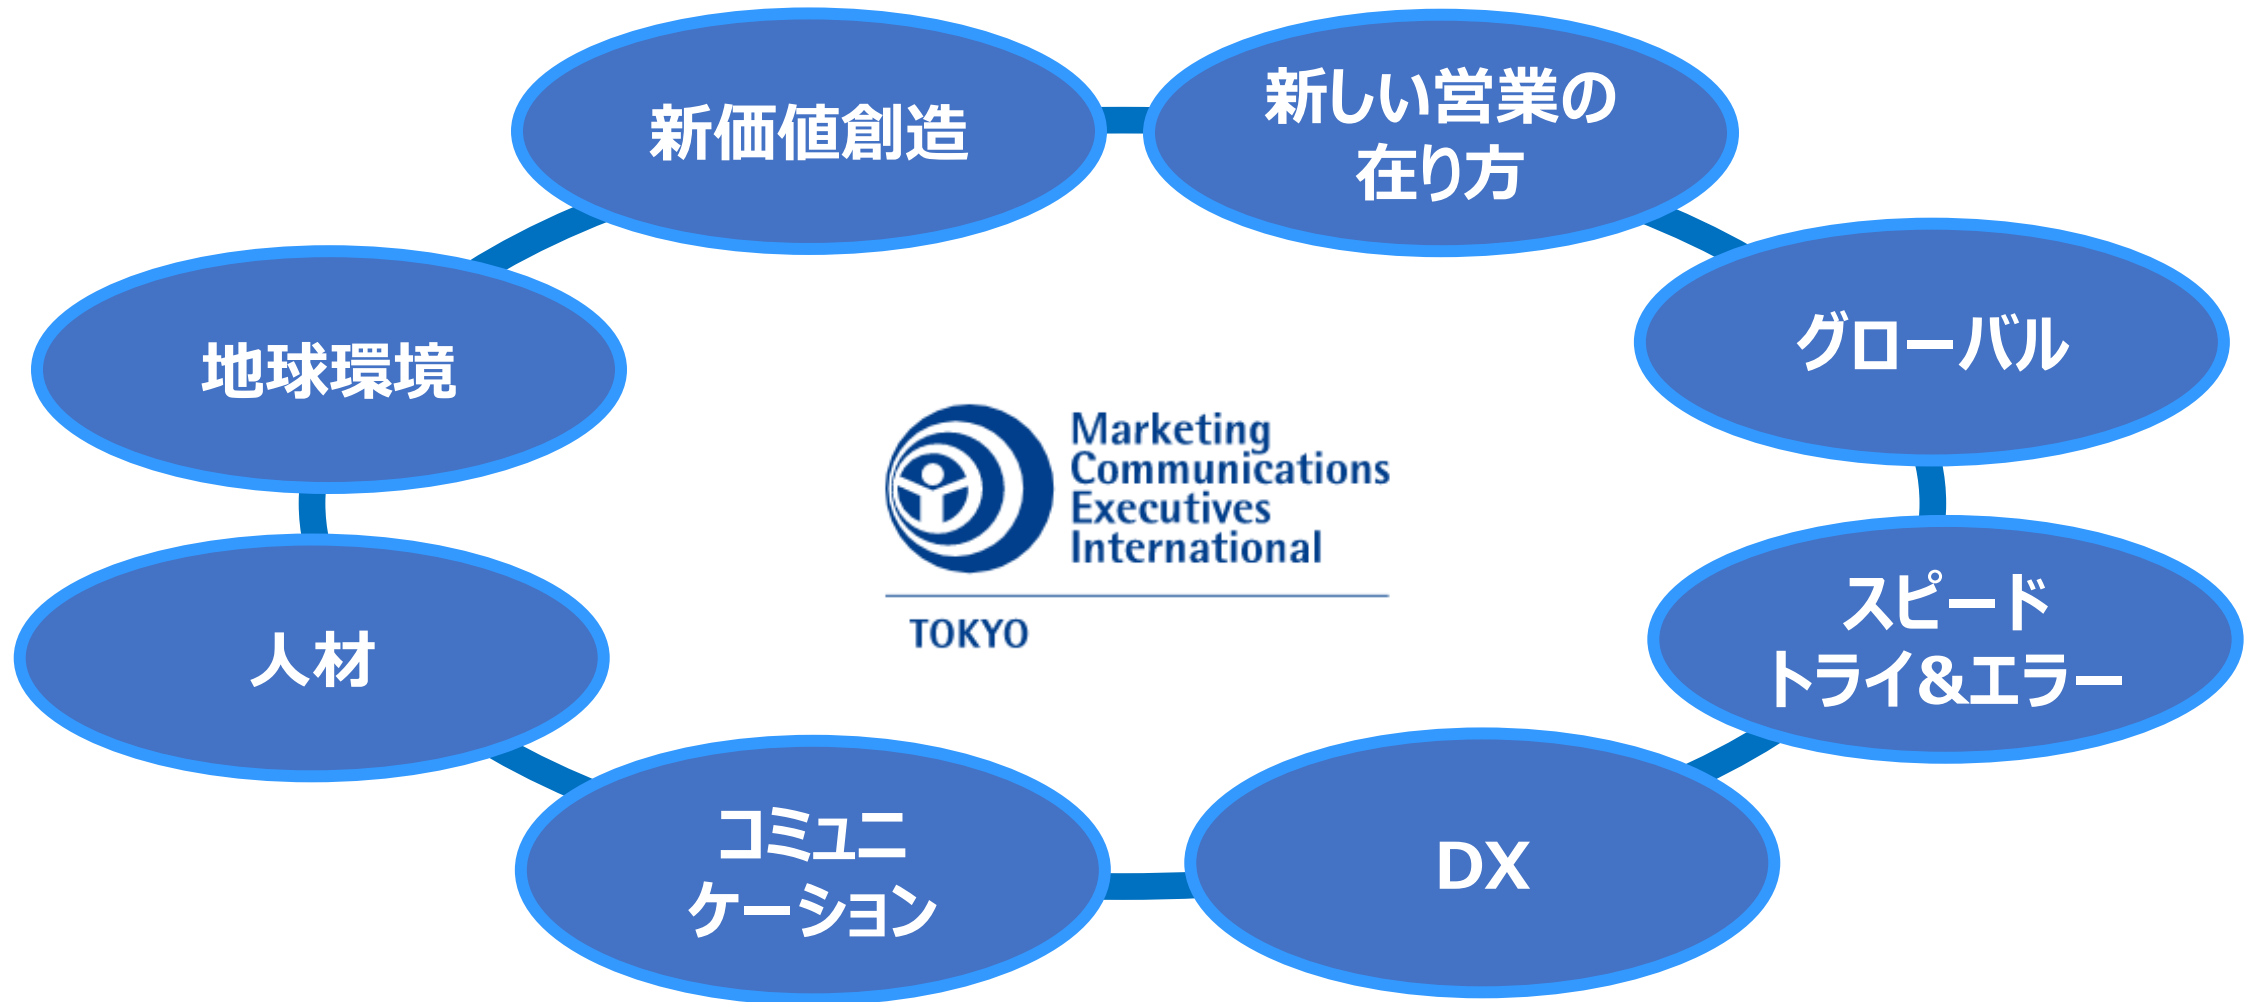 新価値創造
新しい営業の
在り方
グローバル
地球環境
Marketing
Communications
Executives
International
TOKYO
スピード
トライ&エラー
人材
コミュニ
ケーション
DX